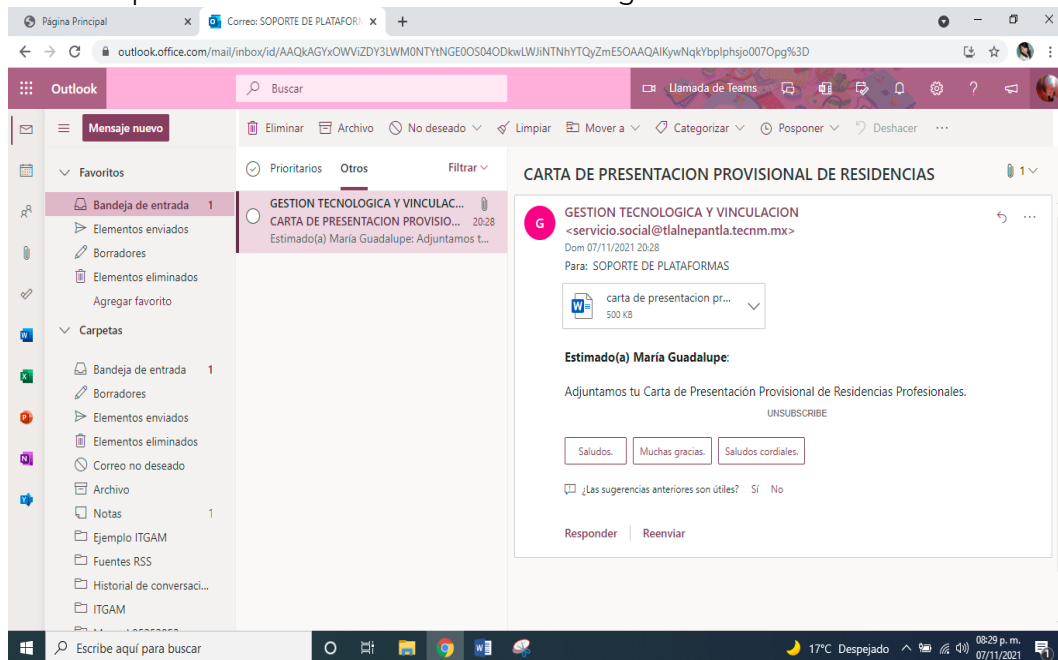 Página Principal
Correo: SOPORTE DE PLATAFOR
outlook.office.com/mail/inbox/id/
Outlook
Buscar
Llamada de Teams
Mensaje nuevo
Eliminar
Archivo
No deseado
Limpiar
Mover a
Categorizar
Posponer
Deshacer
Favoritos
Bandeja de entrada 1
Elementos enviados
Borradores
Elementos eliminados
Agregar favorito
Carpetas
Bandeja de entrada 1
Borradores
Elementos enviados
Elementos eliminados
Correo no deseado
Archivo
Notas 1
Ejemplo ITGAM
Fuentes RSS
Historial de conversaci...
ITGAM
Prioritarios Otros Filtrar
GESTION TECNOLOGICA Y VINCULAC...
CARTA DE PRESENTACION PROVISIO... 20:28
Estimado(a) María Guadalupe: Adjuntamos t...
CARTA DE PRESENTACION PROVISIONAL DE RESIDENCIAS
1
G
GESTION TECNOLOGICA Y VINCULACION
<servicio.social@tlalnepantla.tecnm.mx>
Dom 07/11/2021 20:28
Para: SOPORTE DE PLATAFORMAS
carta de presentacion pr...
500 KB
Estimado(a) María Guadalupe:
Adjuntamos tu Carta de Presentación Provisional de Residencias Profesionales.
UNSUBSCRIBE
Saludos.
Muchas gracias.
Saludos cordiales.
¿Las sugerencias anteriores son útiles? Sí No
Responder
Reenviar
Escribe aquí para buscar
17°C Despejado
08:29 p. m.
07/11/2021